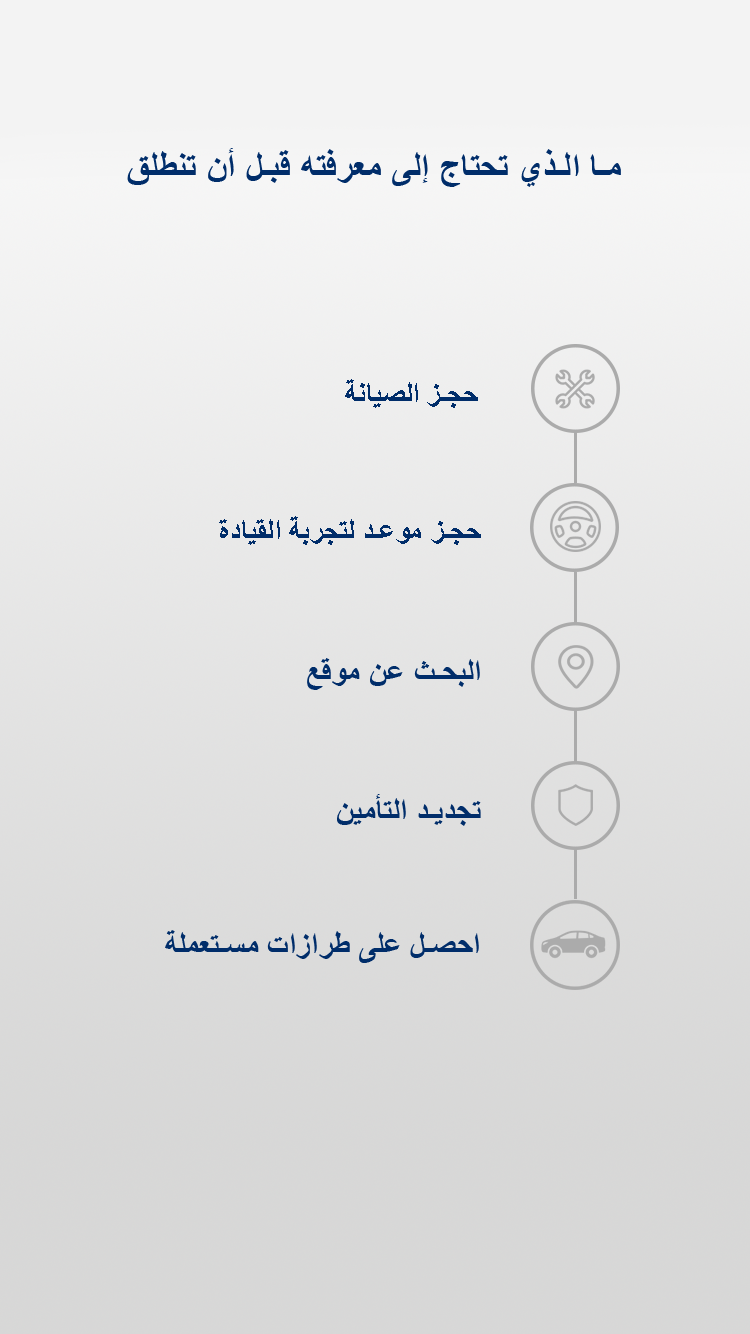 ما الذي تحتاج إلى معرفته قبل أن تنطلق
حجز الصيانة
حجز موعد لتجربة القيادة
البحث عن موقع
تجديد التأمين
احصل على طرازات مستعملة